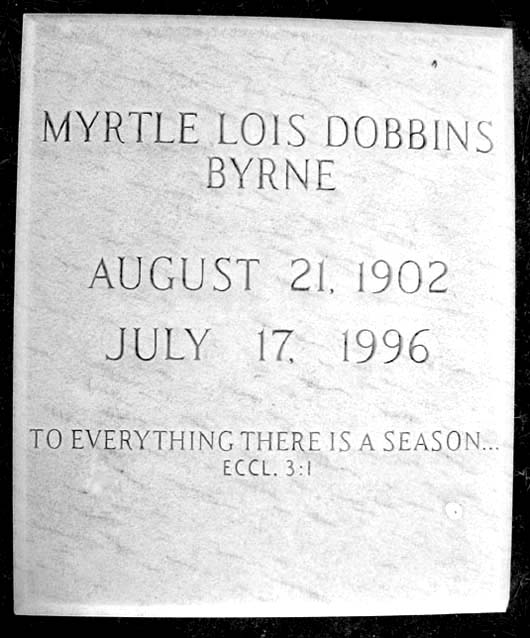 MYRTLE LOIS DOBBINS
BYRNE
AUGUST 21, 1902
JULY 17, 1996
TO EVERYTHING THERE IS A SEASON...
ECCL. 3:1